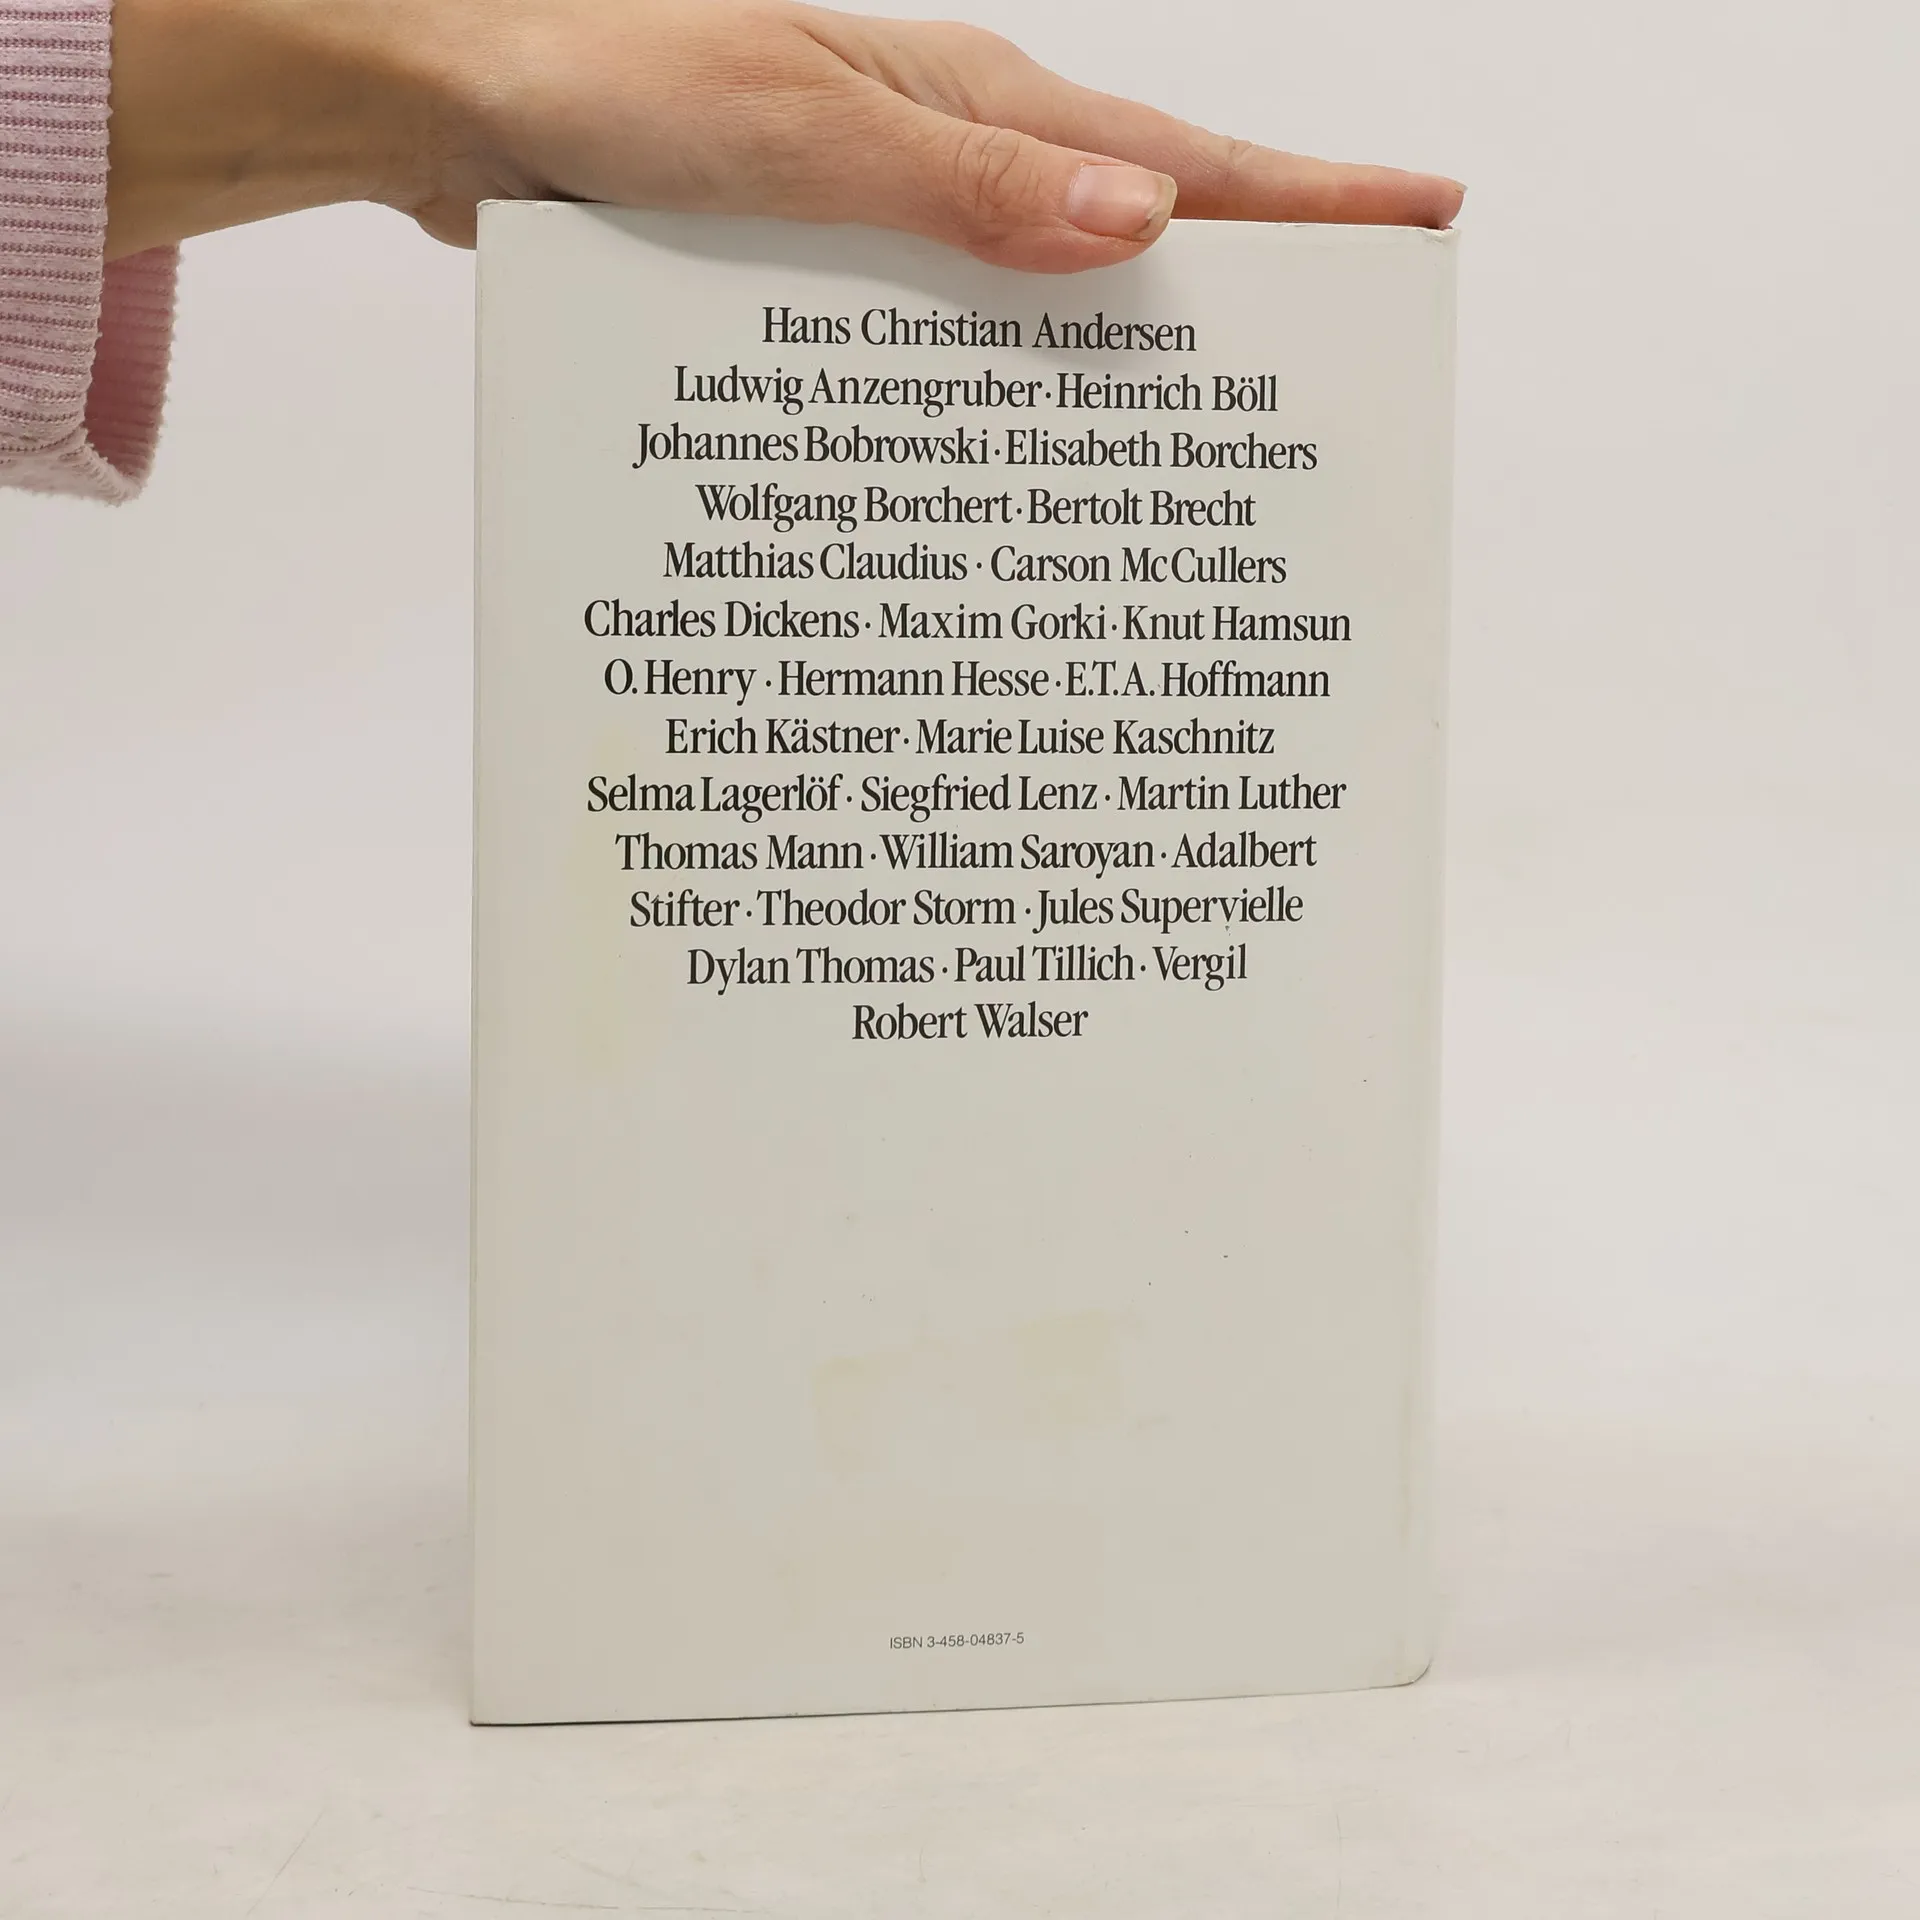 Hans Christian Andersen
Ludwig Anzengruber · Heinrich Böll
Johannes Bobrowski · Elisabeth Borchers
Wolfgang Borchert · Bertolt Brecht
Matthias Claudius · Carson McCullers
Charles Dickens · Maxim Gorki · Knut Hamsun
O. Henry · Hermann Hesse · E.T.A. Hoffmann
Erich Kästner · Marie Luise Kaschnitz
Selma Lagerlöf · Siegfried Lenz · Martin Luther
Thomas Mann · William Saroyan · Adalbert
Stifter · Theodor Storm · Jules Supervielle
Dylan Thomas · Paul Tillich · Vergil
Robert Walser
ISBN 3-458-04837-5